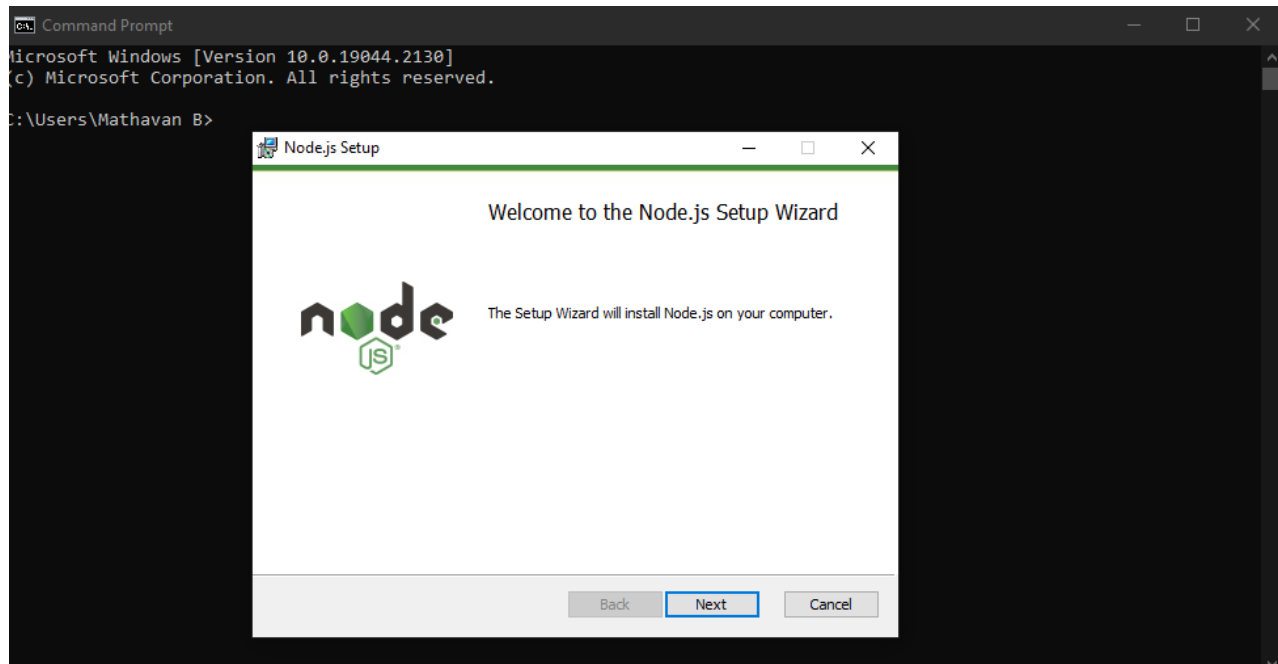 Command Prompt
Microsoft Windows [Version 10.0.19044.2130]
(c) Microsoft Corporation. All rights reserved.
C:\Users\Mathavan B>
Node.js Setup
Welcome to the Node.js Setup Wizard
node
JS®
The Setup Wizard will install Node.js on your computer.
Back Next Cancel